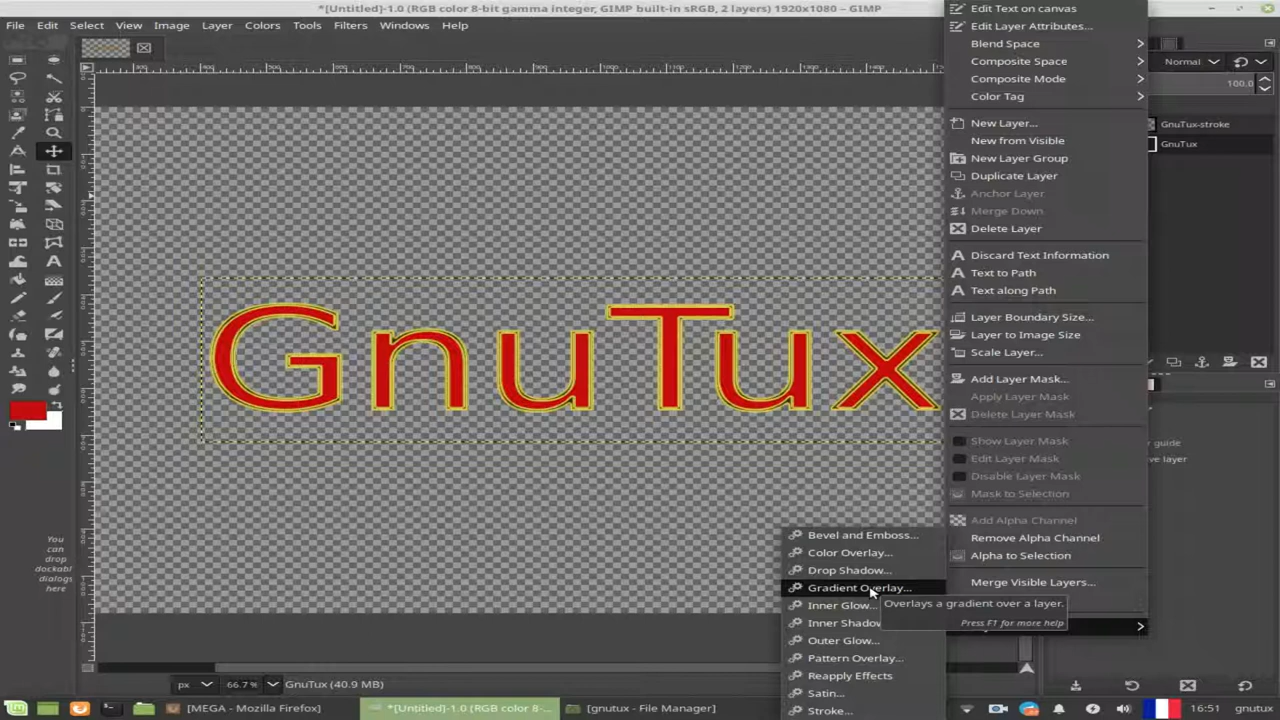 *[Untitled]-1.0 (RGB color 8-bit gamma integer, GIMP built-in sRGB, 2 layers) 1920x1080 – GIMP
File Edit Select View Image Layer Colors Tools Filters Windows Help
Edit Text on canvas
Edit Layer Attributes...
Blend Space
Composite Space
Composite Mode
Color Tag
New Layer...
New from Visible
New Layer Group
Duplicate Layer
Anchor Layer
Merge Down
Delete Layer
Discard Text Information
Text to Path
Text along Path
Layer Boundary Size...
Layer to Image Size
Scale Layer...
Add Layer Mask...
Apply Layer Mask
Delete Layer Mask
Show Layer Mask
Edit Layer Mask
Disable Layer Mask
Mask to Selection
Add Alpha Channel
Remove Alpha Channel
Alpha to Selection
Merge Visible Layers...
Normal
100.0
GnuTux-stroke
GnuTux
guide
ve layer
GnuTux
You
can
drop
dockabl
dialogs
here
Bevel and Emboss...
Color Overlay...
Drop Shadow...
Gradient Overlay...
Inner Glow...
Inner Shadow
Outer Glow...
Pattern Overlay...
Reapply Effects
Satin...
Stroke...
Overlays a gradient over a layer.
Press F1 for more help
px 66.7 % GnuTux (40.9 MB)
[MEGA - Mozilla Firefox]
*[Untitled]-1.0 (RGB color 8-...
[gnutux - File Manager]
16:51 gnutux